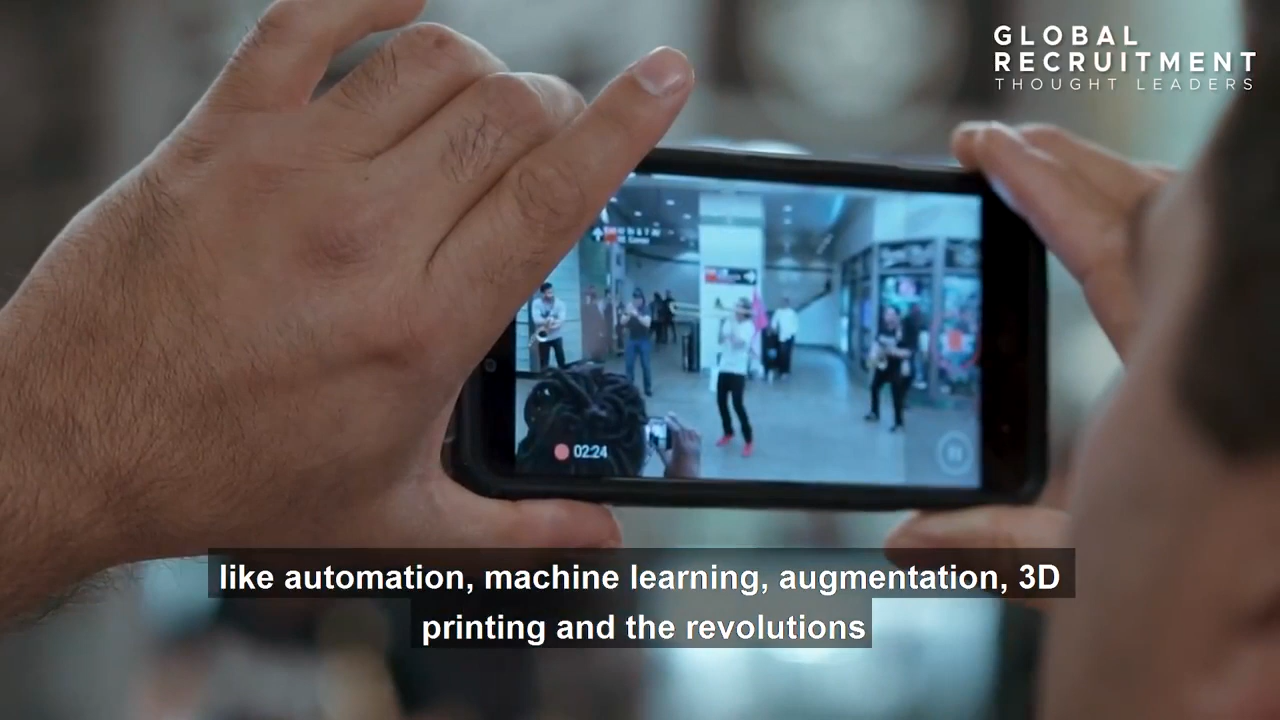 GLOBAL
RECRUITMENT
THOUGHT LEADERS
02:24
like automation, machine learning, augmentation, 3D
printing and the revolutions